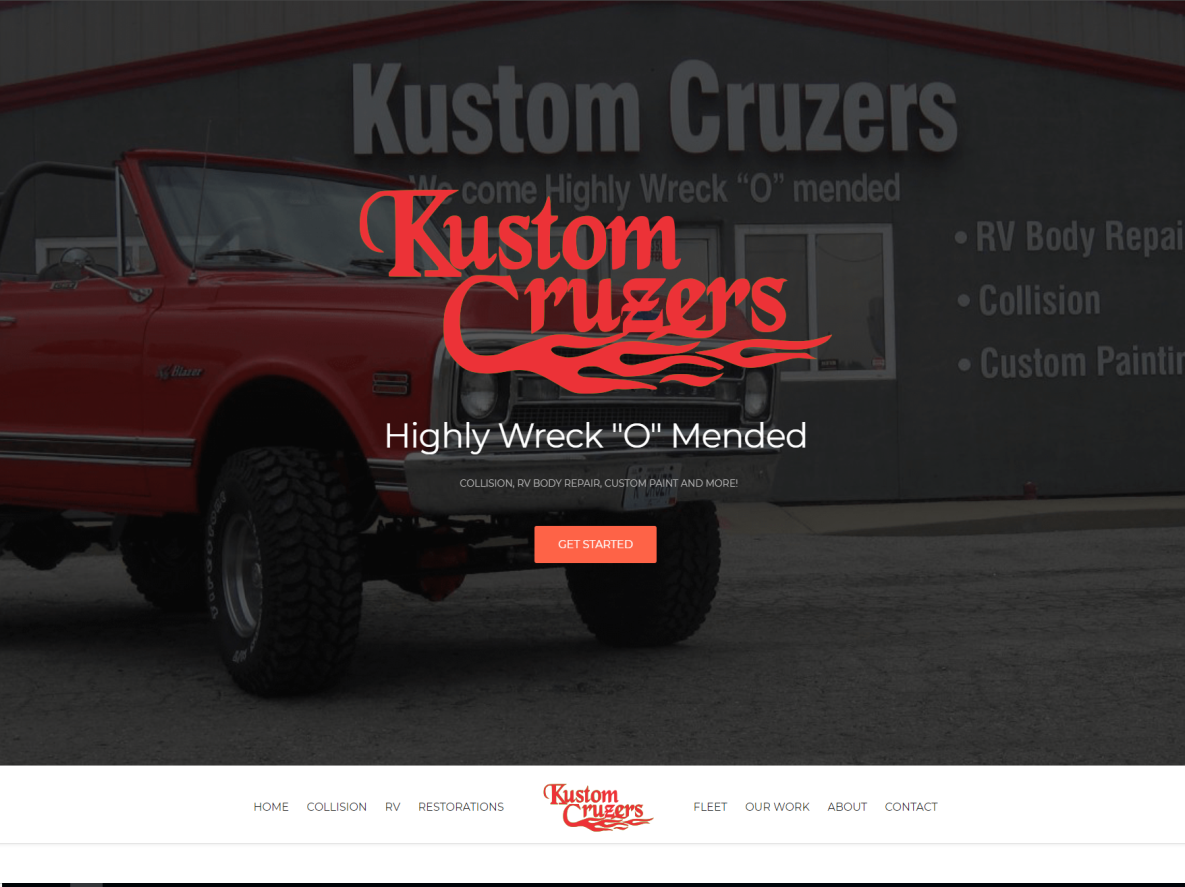 Kustom Cruzers
We come Highly Wreck “O” mended
• RV Body Repai
• Collision
• Custom Paintin
Kustom
Cruzers
Blazer
Highly Wreck "O" Mended
COLLISION, RV BODY REPAIR, CUSTOM PAINT AND MORE!
GET STARTED
HOME COLLISION RV RESTORATIONS
Kustom
Cruzers
FLEET OUR WORK ABOUT CONTACT